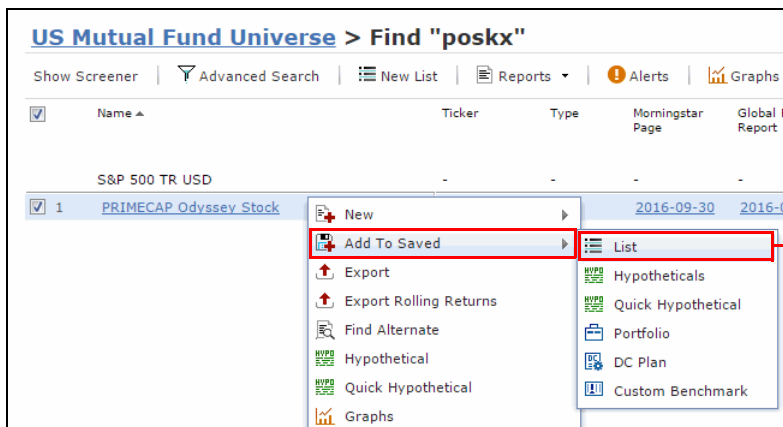 US Mutual Fund Universe > Find "poskx"
Show Screener Advanced Search New List Reports Alerts Graphs
Name Ticker Type Morningstar Page Global Report
S&P 500 TR USD - - - -
1 PRIMECAP Odyssey Stock 2016-09-30 2016-0
New
Add To Saved
List
Export
Hypotheticals
Export Rolling Returns
Quick Hypothetical
Find Alternate
Portfolio
Hypothetical
DC Plan
Quick Hypothetical
Custom Benchmark
Graphs